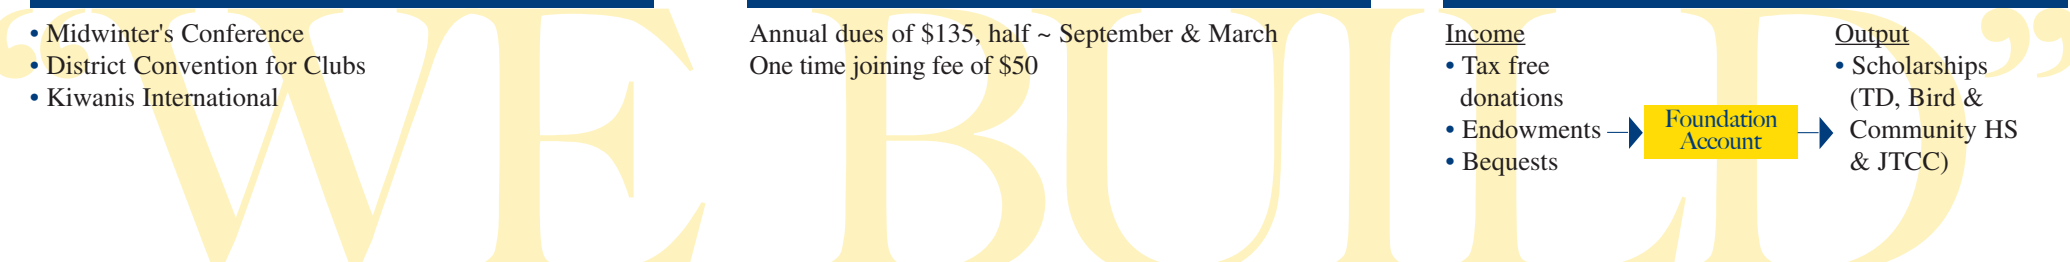 “WE BUILD”
• Midwinter's Conference
• District Convention for Clubs
• Kiwanis International
Annual dues of $135, half ~ September & March
One time joining fee of $50
Income
• Tax free
donations
• Endowments
• Bequests
Foundation
Account
Output
• Scholarships
(TD, Bird &
Community HS
& JTCC)